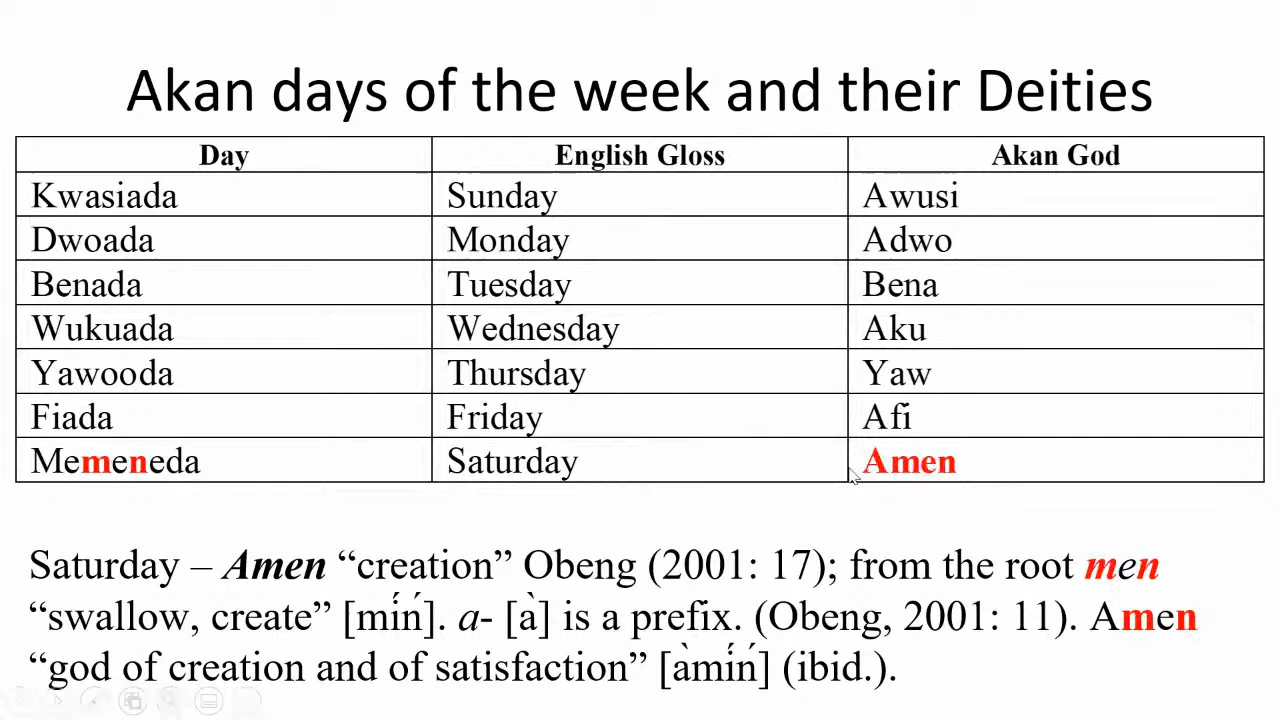 Akan days of the week and their Deities
Day English Gloss Akan God
Kwasiada Sunday Awusi
Dwoada Monday Adwo
Benada Tuesday Bena
Wukuada Wednesday Aku
Yawooda Thursday Yaw
Fiada Friday Afi
Memeneda Saturday Amen
Saturday – Amen “creation” Obeng (2001: 17); from the root men
“swallow, create” [míń]. a- [à] is a prefix. (Obeng, 2001: 11). Amen
“god of creation and of satisfaction” [àmíń] (ibid.).